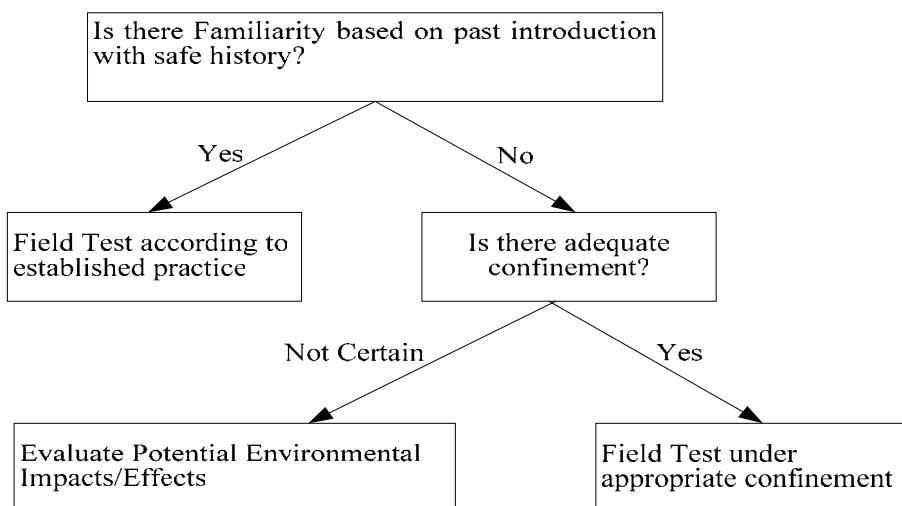 Is there Familiarity based on past introduction
with safe history?
Yes
No
Field Test according to
established practice
Is there adequate
confinement?
Not Certain
Yes
Evaluate Potential Environmental
Impacts/Effects
Field Test under
appropriate confinement